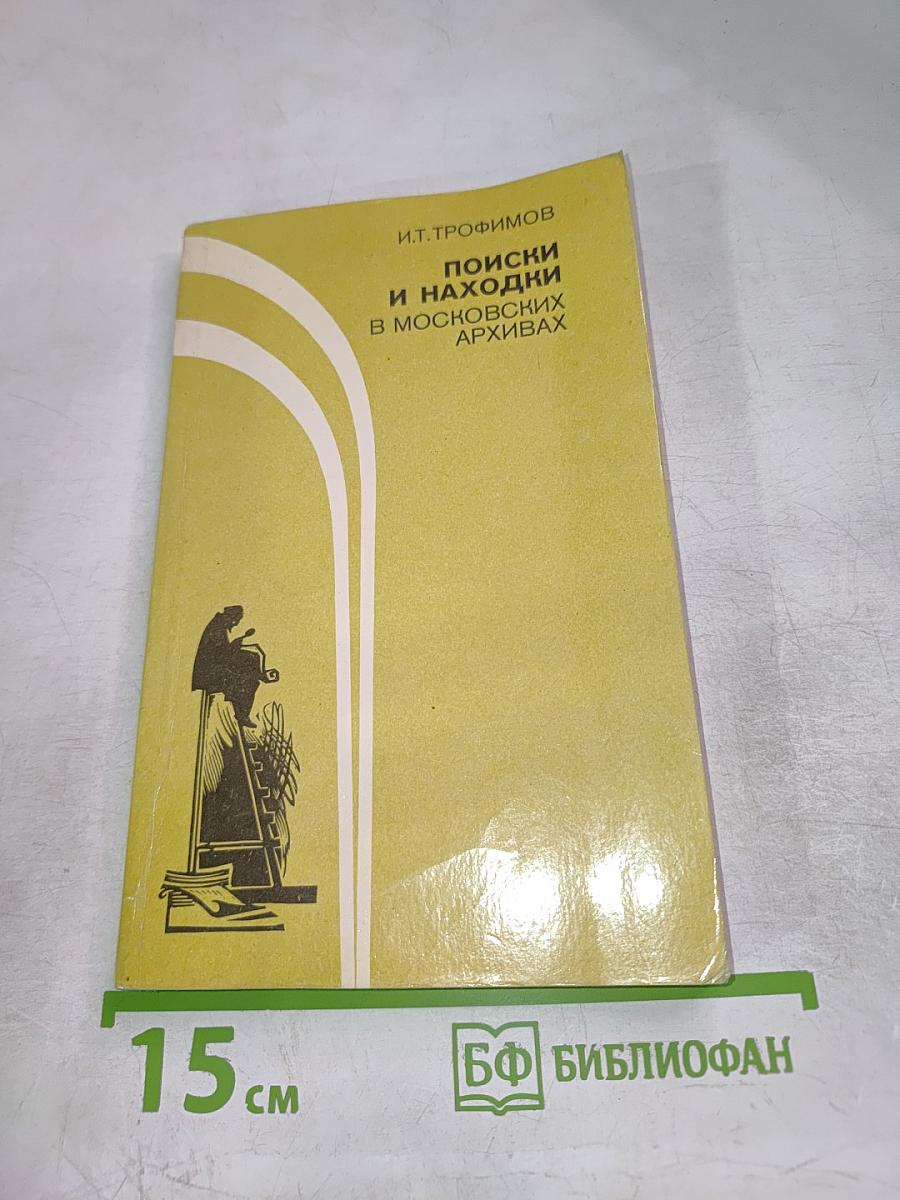 И.Т.ТРОФИМОВ
ПОИСКИ
И НАХОДКИ
В МОСКОВСКИХ
АРХИВАХ
15 см
БФ БИБЛИОФАН